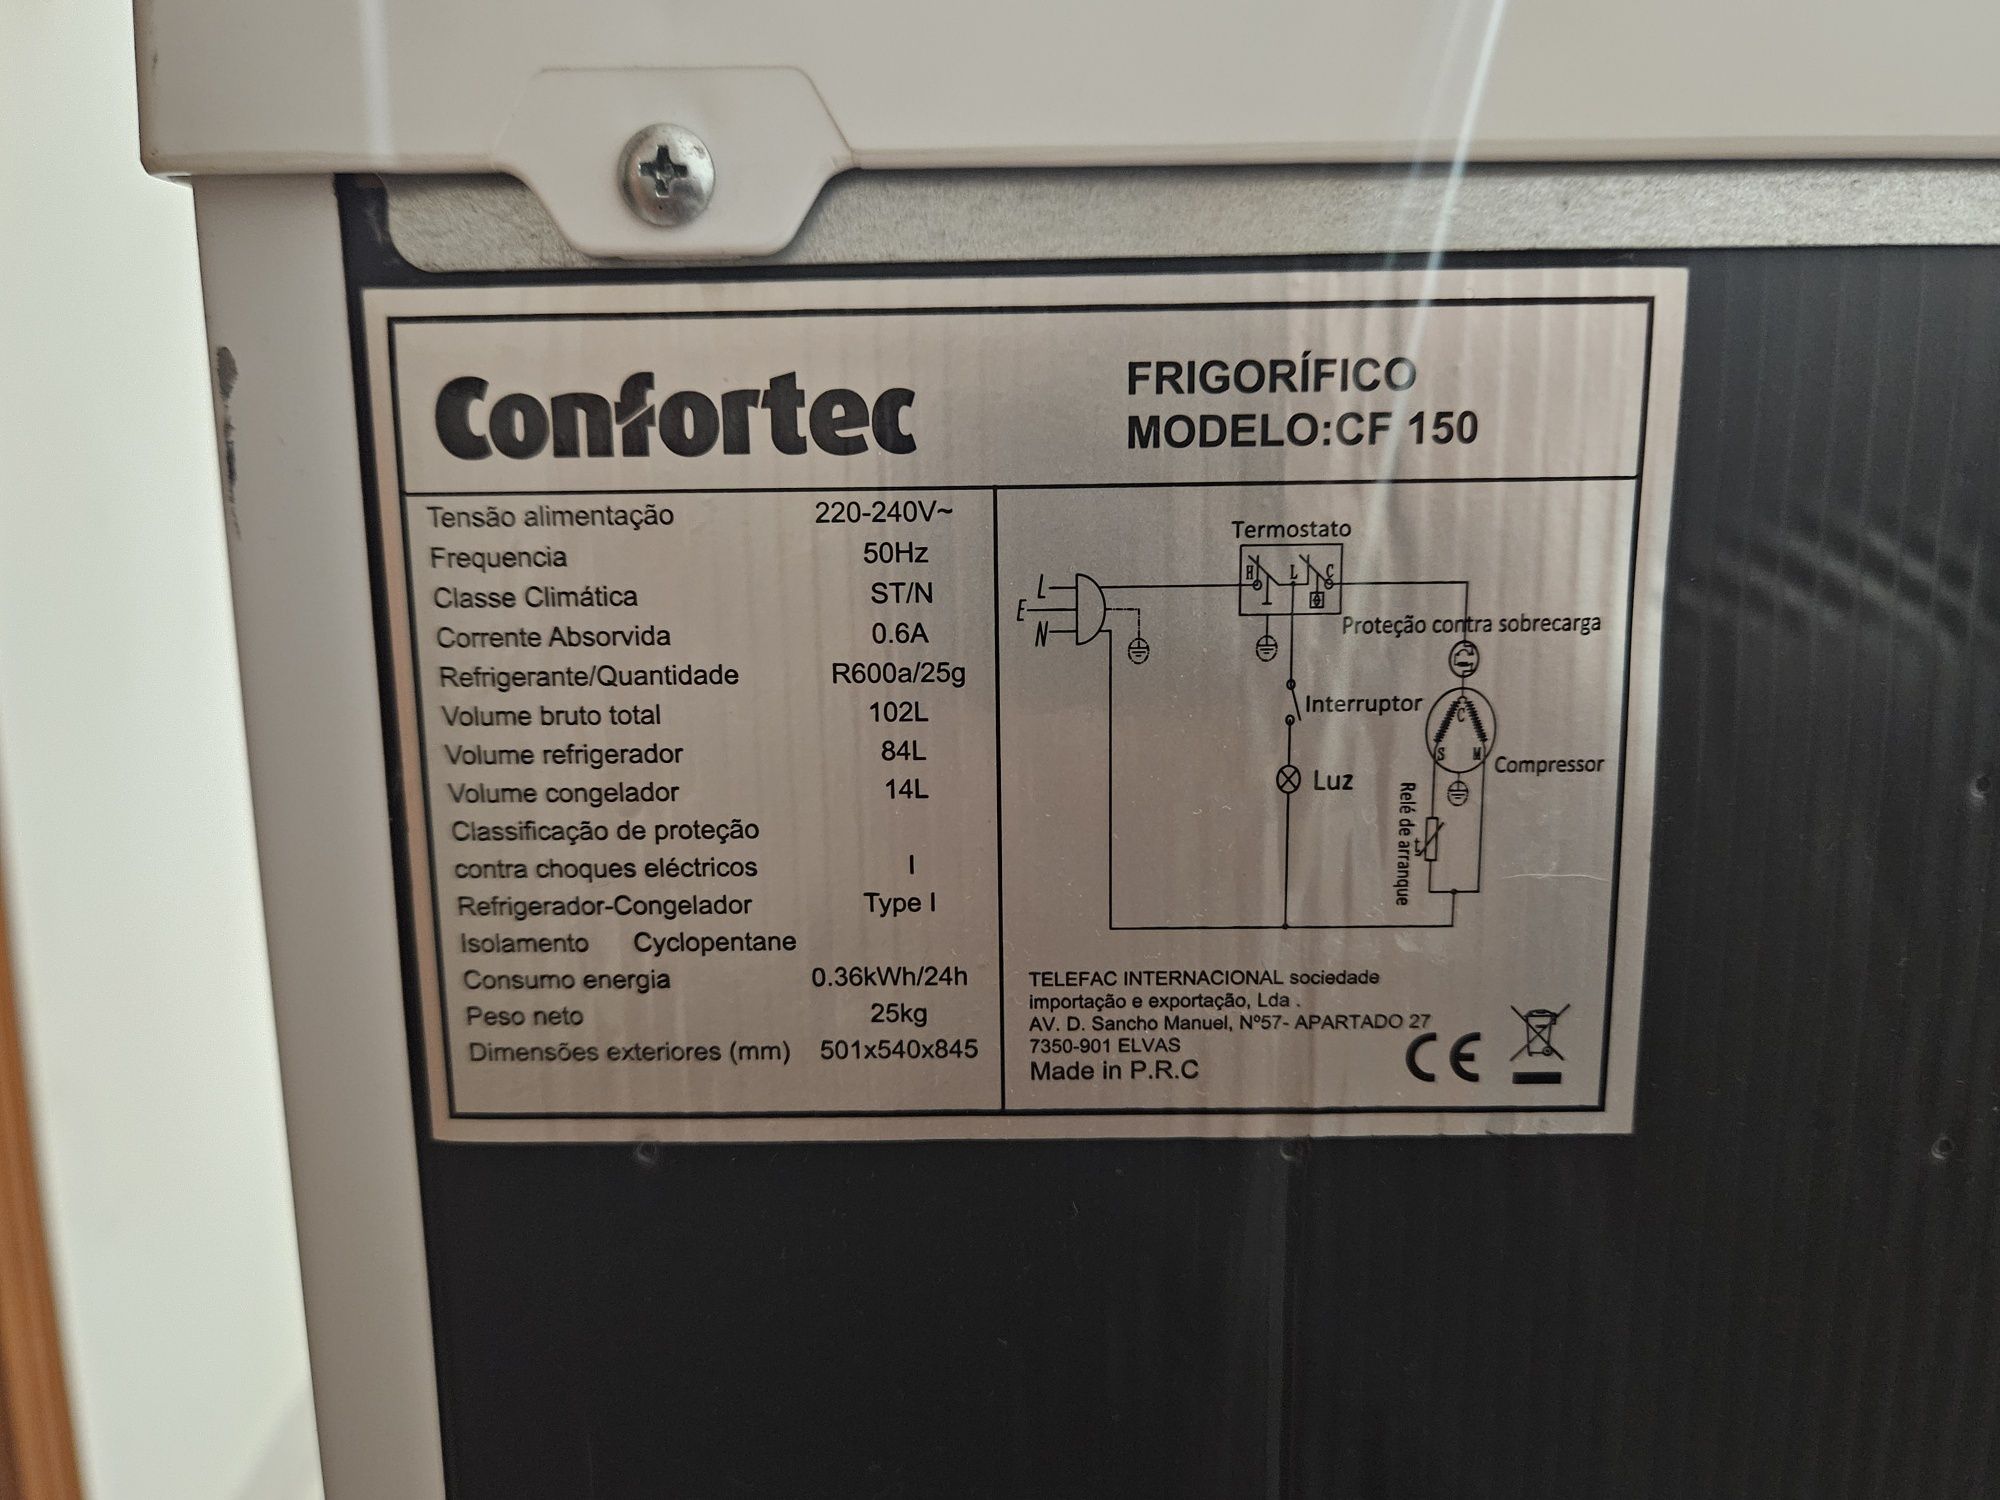 Confortec
FRIGORÍFICO
MODELO:CF 150
Tensão alimentação 220-240V~
Frequencia 50Hz
Classe Climática ST/N
Corrente Absorvida 0.6A
Refrigerante/Quantidade R600a/25g
Volume bruto total 102L
Volume refrigerador 84L
Volume congelador 14L
Classificação de proteção
contra choques eléctricos I
Refrigerador-Congelador Type I
Isolamento Cyclopentane
Consumo energia 0.36kWh/24h
Peso neto 25kg
Dimensões exteriores (mm) 501x540x845
Termostato
H L C
L
E
N
Proteção contra sobrecarga
Interruptor
C
S M
Compressor
Luz
Relé de arranque
TELEFAC INTERNACIONAL sociedade
importação e exportação, Lda .
AV. D. Sancho Manuel, Nº57- APARTADO 27
7350-901 ELVAS
Made in P.R.C
CE